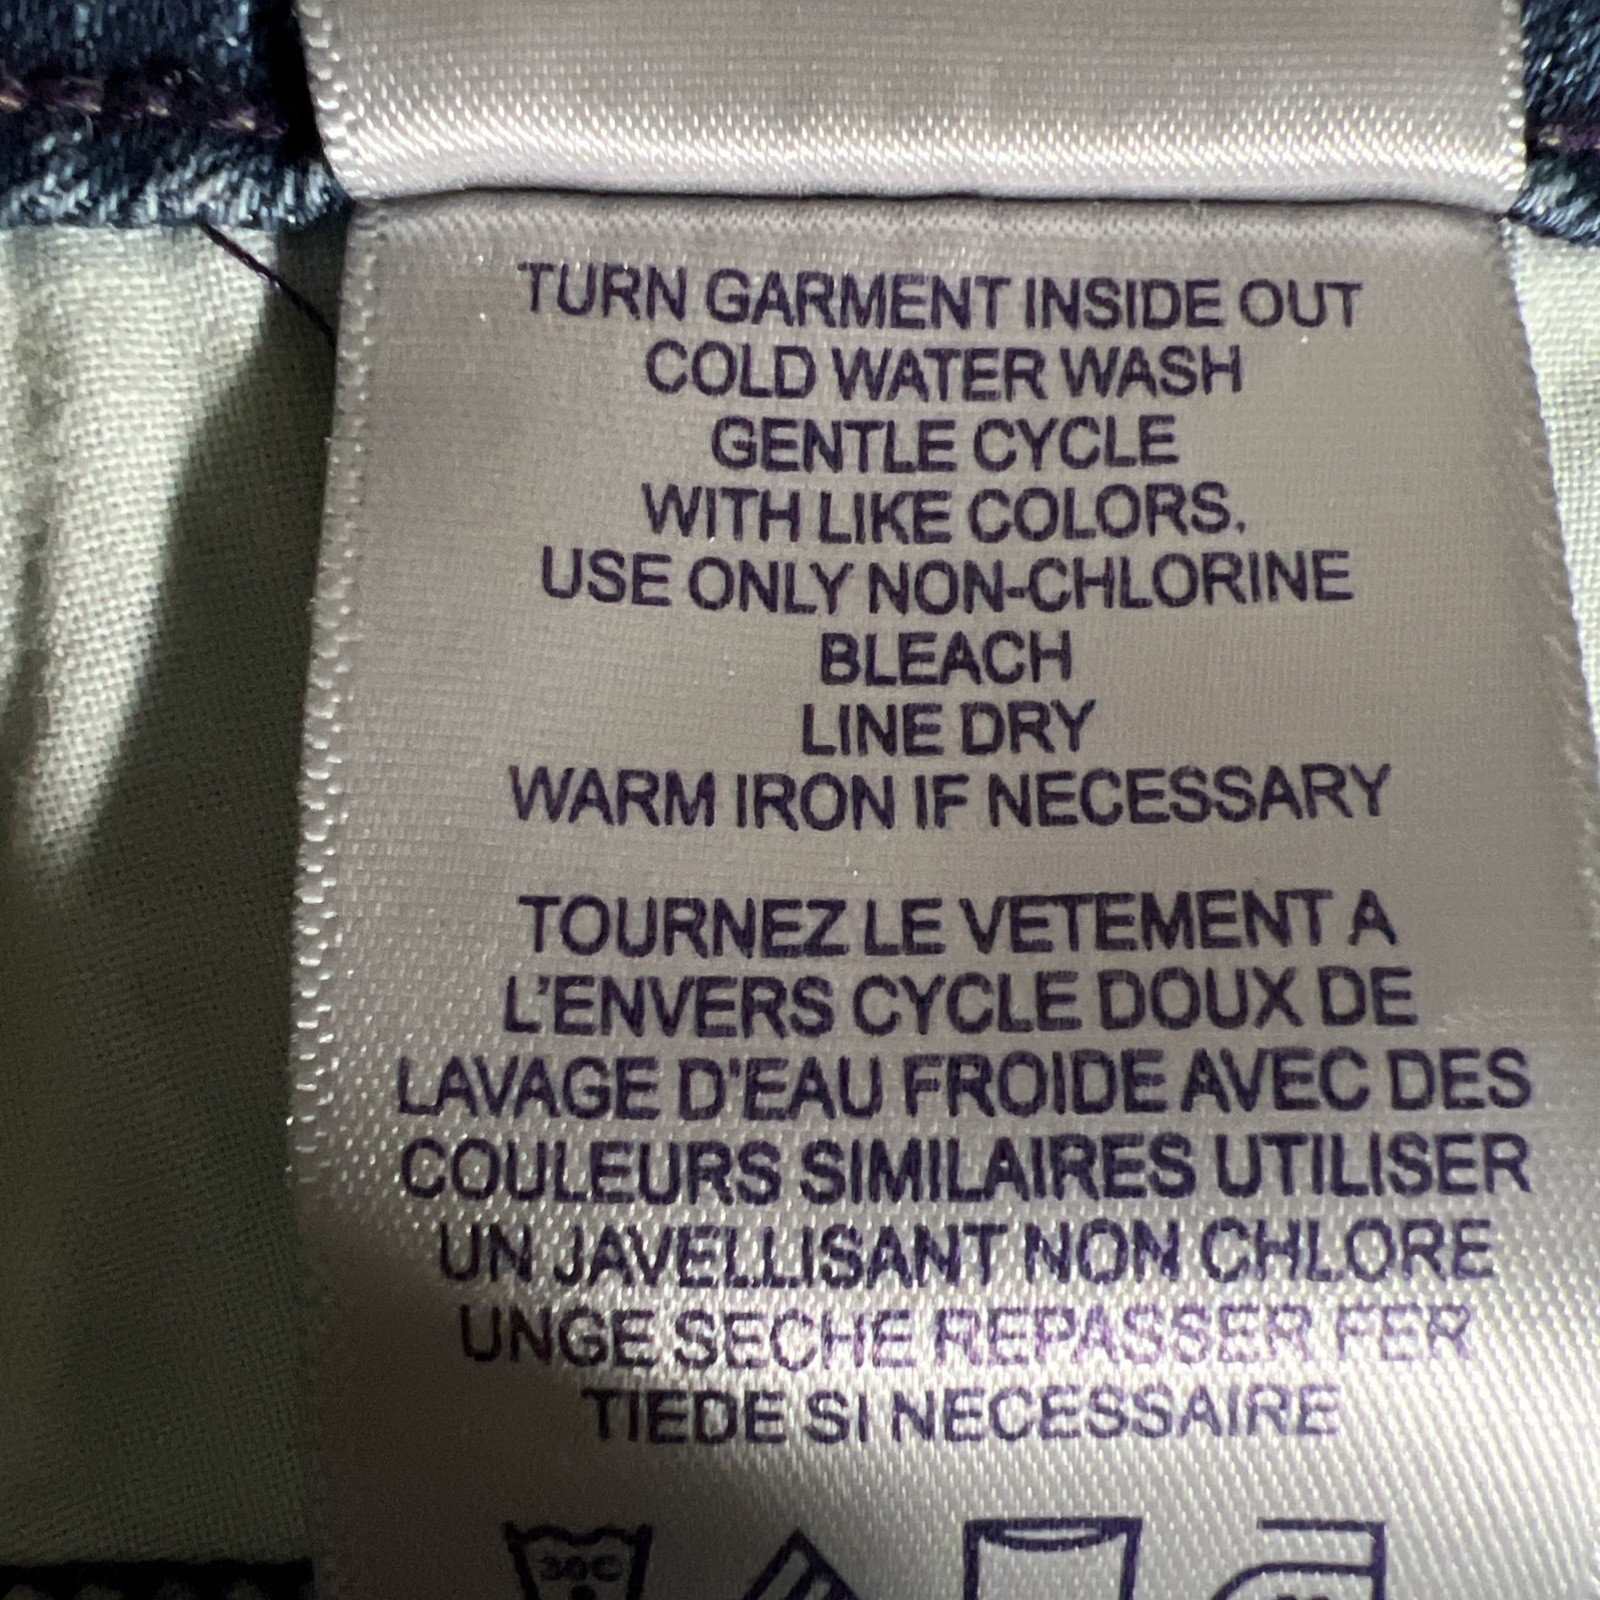 TURN GARMENT INSIDE OUT
COLD WATER WASH
GENTLE CYCLE
WITH LIKE COLORS.
USE ONLY NON-CHLORINE
BLEACH
LINE DRY
WARM IRON IF NECESSARY
TOURNEZ LE VETEMENT A
L'ENVERS CYCLE DOUX DE
LAVAGE D'EAU FROIDE AVEC DES
COULEURS SIMILAIRES UTILISER
UN JAVELLISANT NON CHLORE
UNGE SECHE REPASSER FER
TIEDE SI NECESSAIRE
30C